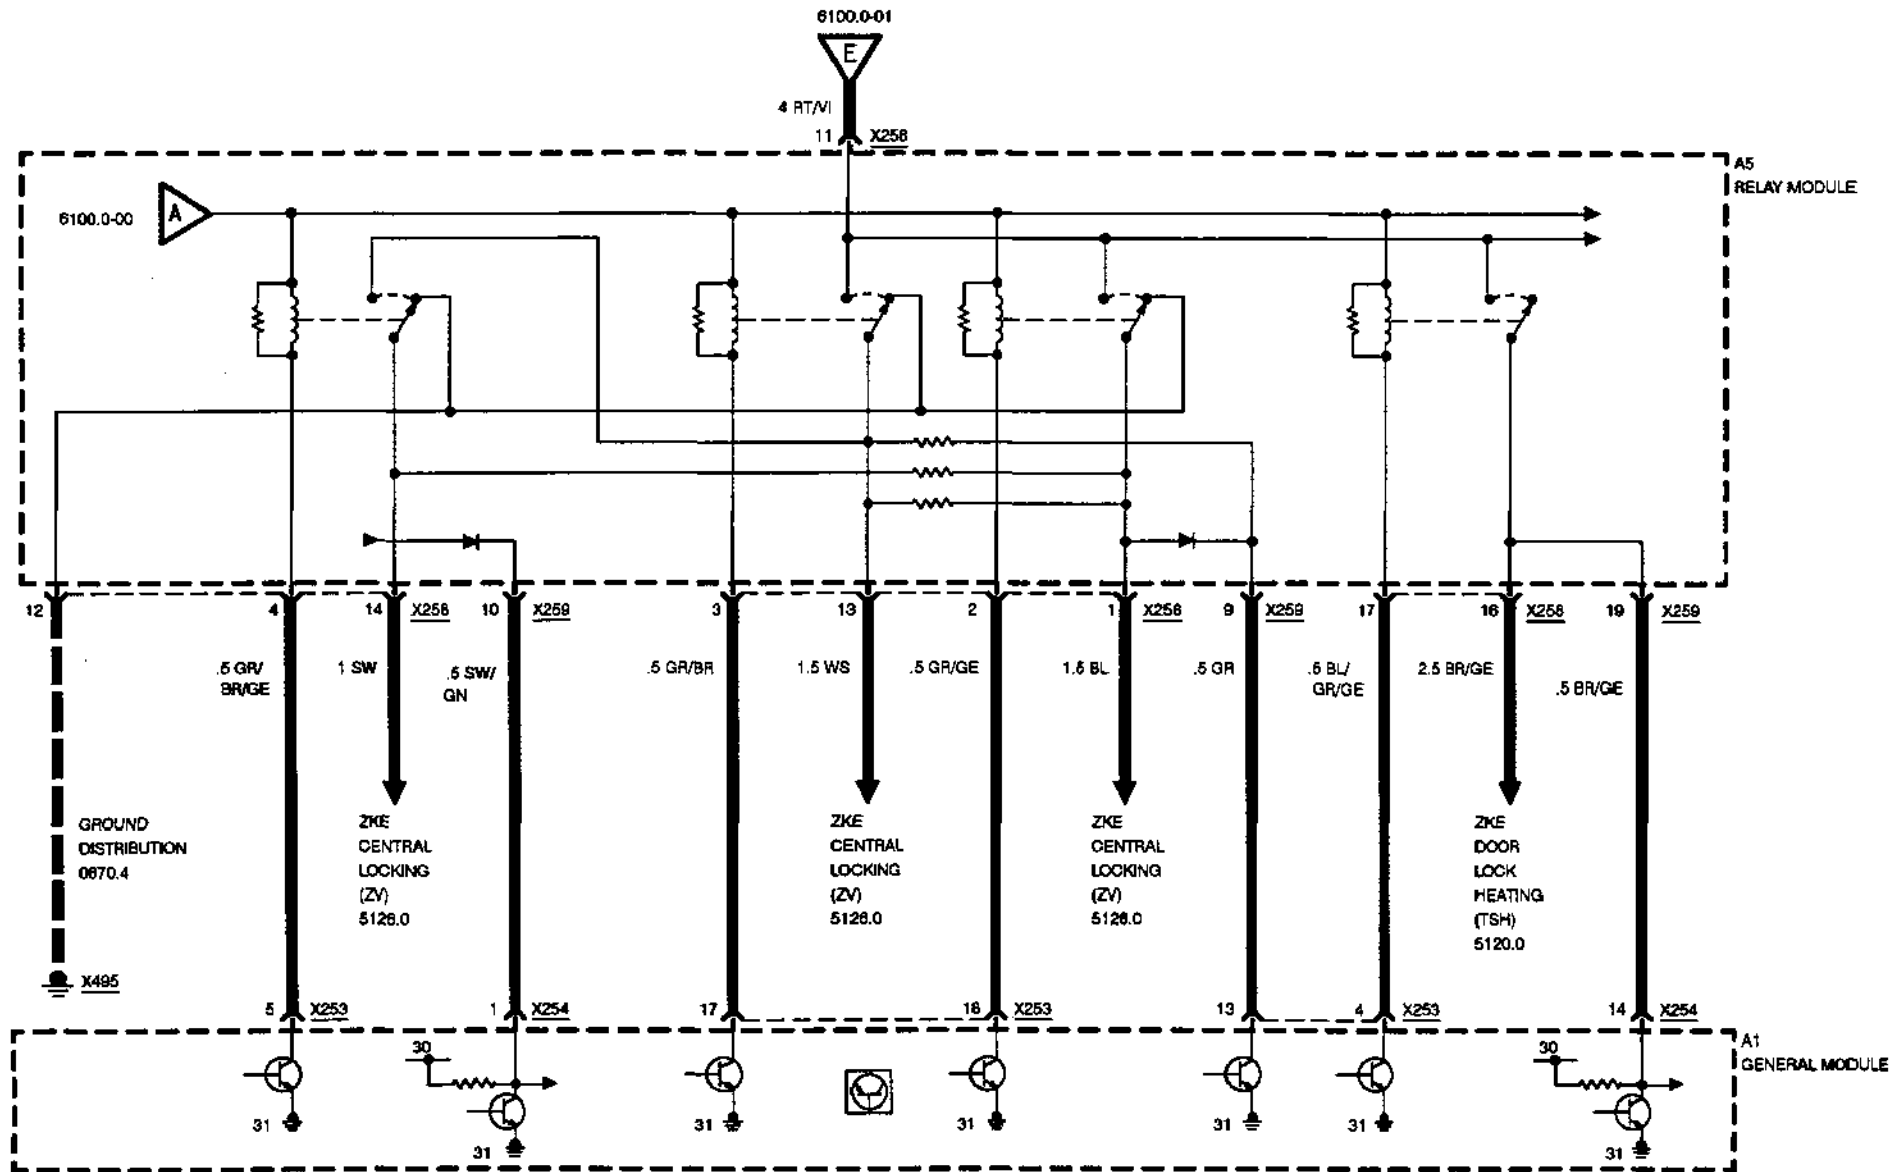 6100.0-01
E
4 RT/VI
11 X258
A5
RELAY MODULE
6100.0-00
A
12
4
14 X258
10 X259
3
13
2
1 X258
9 X259
17
16 X258
19 X259
.5 GR/
BR/GE
1 SW
.5 SW/
GN
.5 GR/BR
1.5 WS
.5 GR/GE
1.5 BL
.5 GR
.5 BL/
GR/GE
2.5 BR/GE
.5 BR/GE
GROUND
DISTRIBUTION
0670.4
ZKE
CENTRAL
LOCKING
(ZV)
5126.0
ZKE
CENTRAL
LOCKING
(ZV)
5126.0
ZKE
CENTRAL
LOCKING
(ZV)
5126.0
ZKE
DOOR
LOCK
HEATING
(TSH)
5120.0
X495
5 X253
1 X254
17
18 X253
13
4 X253
14 X254
A1
GENERAL MODULE
30
30
31
31
31
31
31
31
31